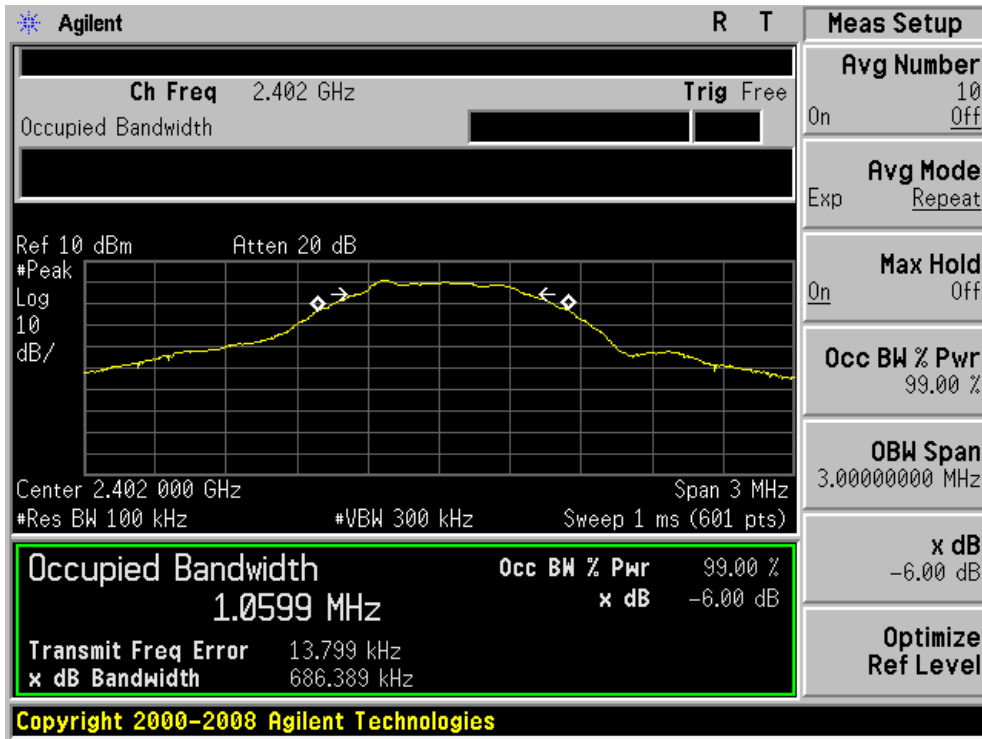 Agilent R T Meas Setup
Ch Freq 2.402 GHz Trig Free
Occupied Bandwidth
Ref 10 dBm Atten 20 dB
#Peak
Log
10
dB/
Center 2.402 000 GHz Span 3 MHz
#Res BW 100 kHz #VBW 300 kHz Sweep 1 ms (601 pts)
Occupied Bandwidth Occ BW % Pwr 99.00 %
1.0599 MHz x dB -6.00 dB
Transmit Freq Error 13.799 kHz
x dB Bandwidth 686.389 kHz
Copyright 2000-2008 Agilent Technologies
Avg Number
10
On Off
Avg Mode
Exp Repeat
Max Hold
On Off
Occ BW % Pwr
99.00 %
OBW Span
3.00000000 MHz
x dB
-6.00 dB
Optimize
Ref Level